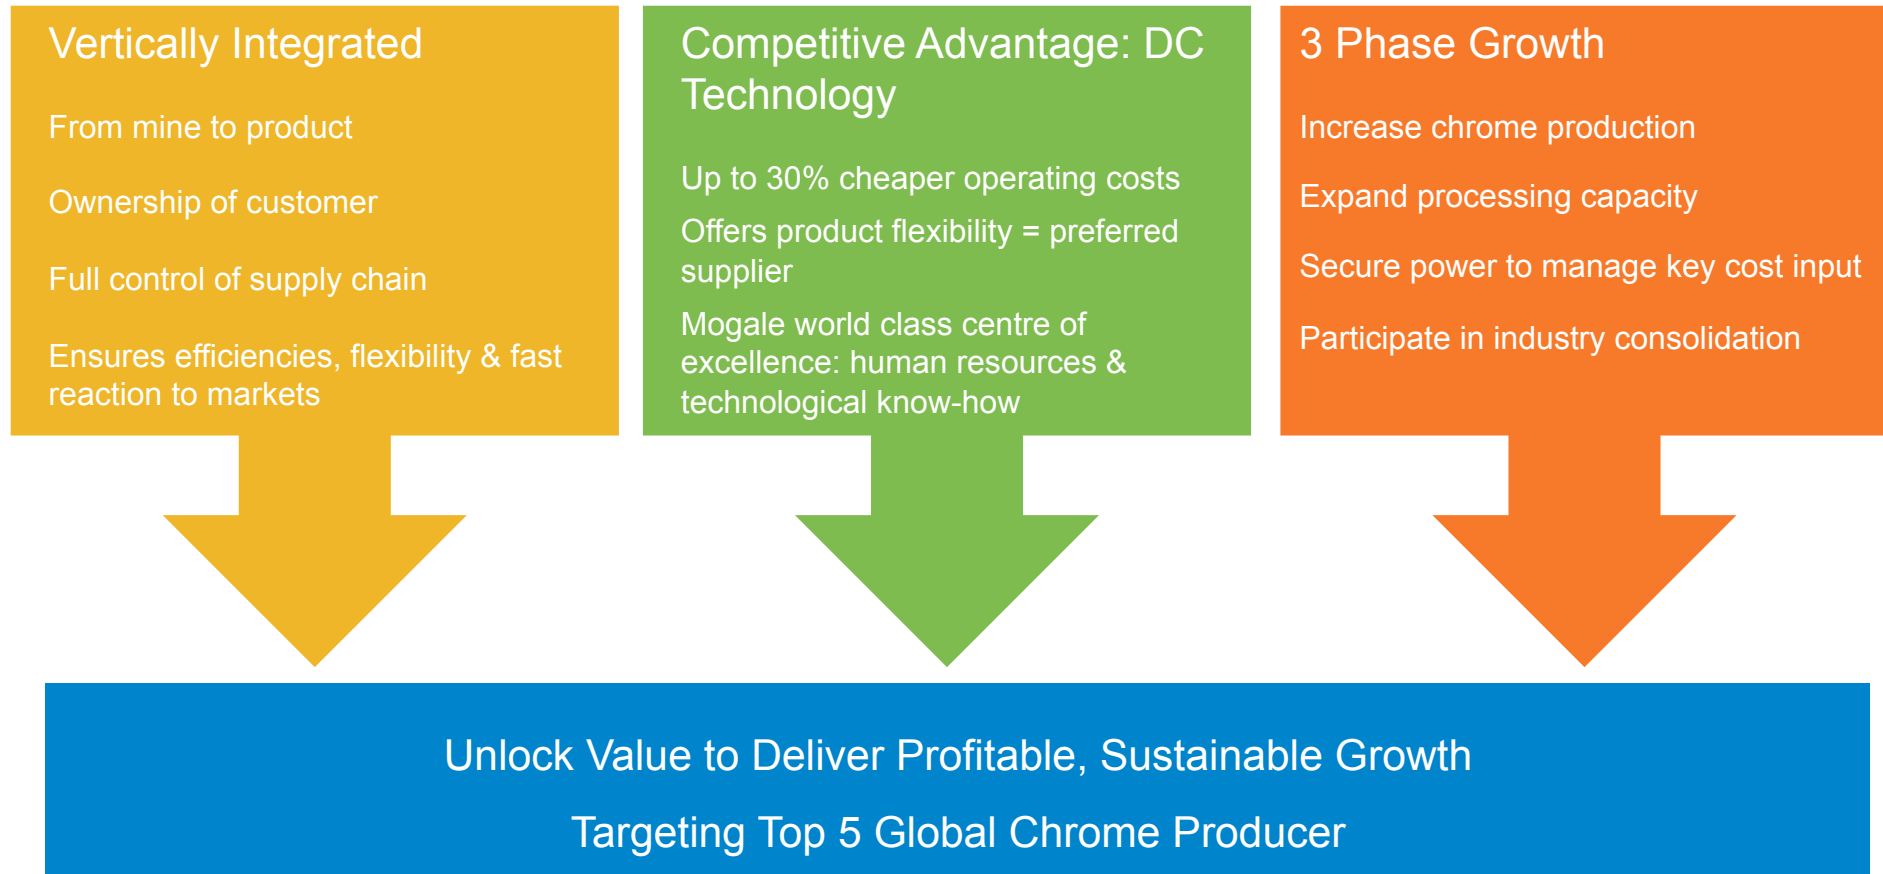 Vertically Integrated
From mine to product
Ownership of customer
Full control of supply chain
Ensures efficiencies, flexibility & fast
reaction to markets
Competitive Advantage: DC
Technology
Up to 30% cheaper operating costs
Offers product flexibility = preferred
supplier
Mogale world class centre of
excellence: human resources &
technological know-how
3 Phase Growth
Increase chrome production
Expand processing capacity
Secure power to manage key cost input
Participate in industry consolidation
Unlock Value to Deliver Profitable, Sustainable Growth
Targeting Top 5 Global Chrome Producer